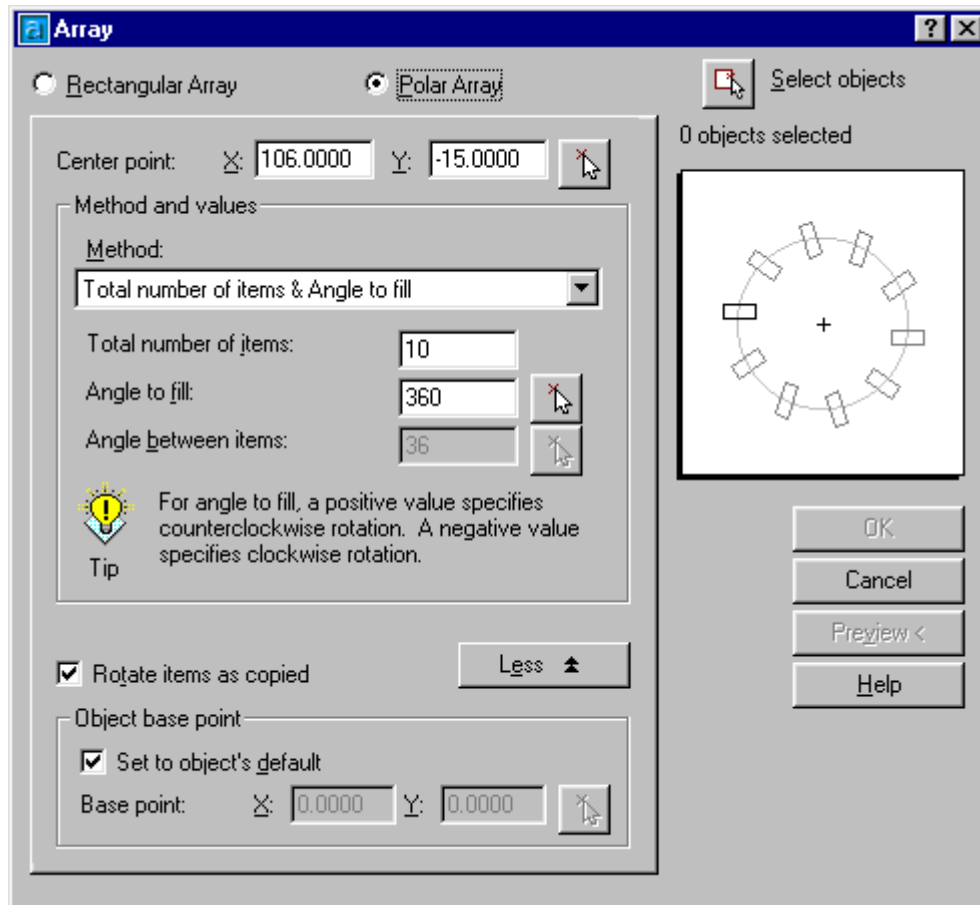 Array
Rectangular Array
Polar Array
Select objects
0 objects selected
Center point: X: 106.0000 Y: -15.0000
Method and values
Method:
Total number of items & Angle to fill
Total number of items: 10
Angle to fill: 360
Angle between items: 36
For angle to fill, a positive value specifies
counterclockwise rotation. A negative value
specifies clockwise rotation.
Tip
OK
Cancel
Preview <
Help
Rotate items as copied
Less
Object base point
Set to object's default
Base point: X: 0.0000 Y: 0.0000